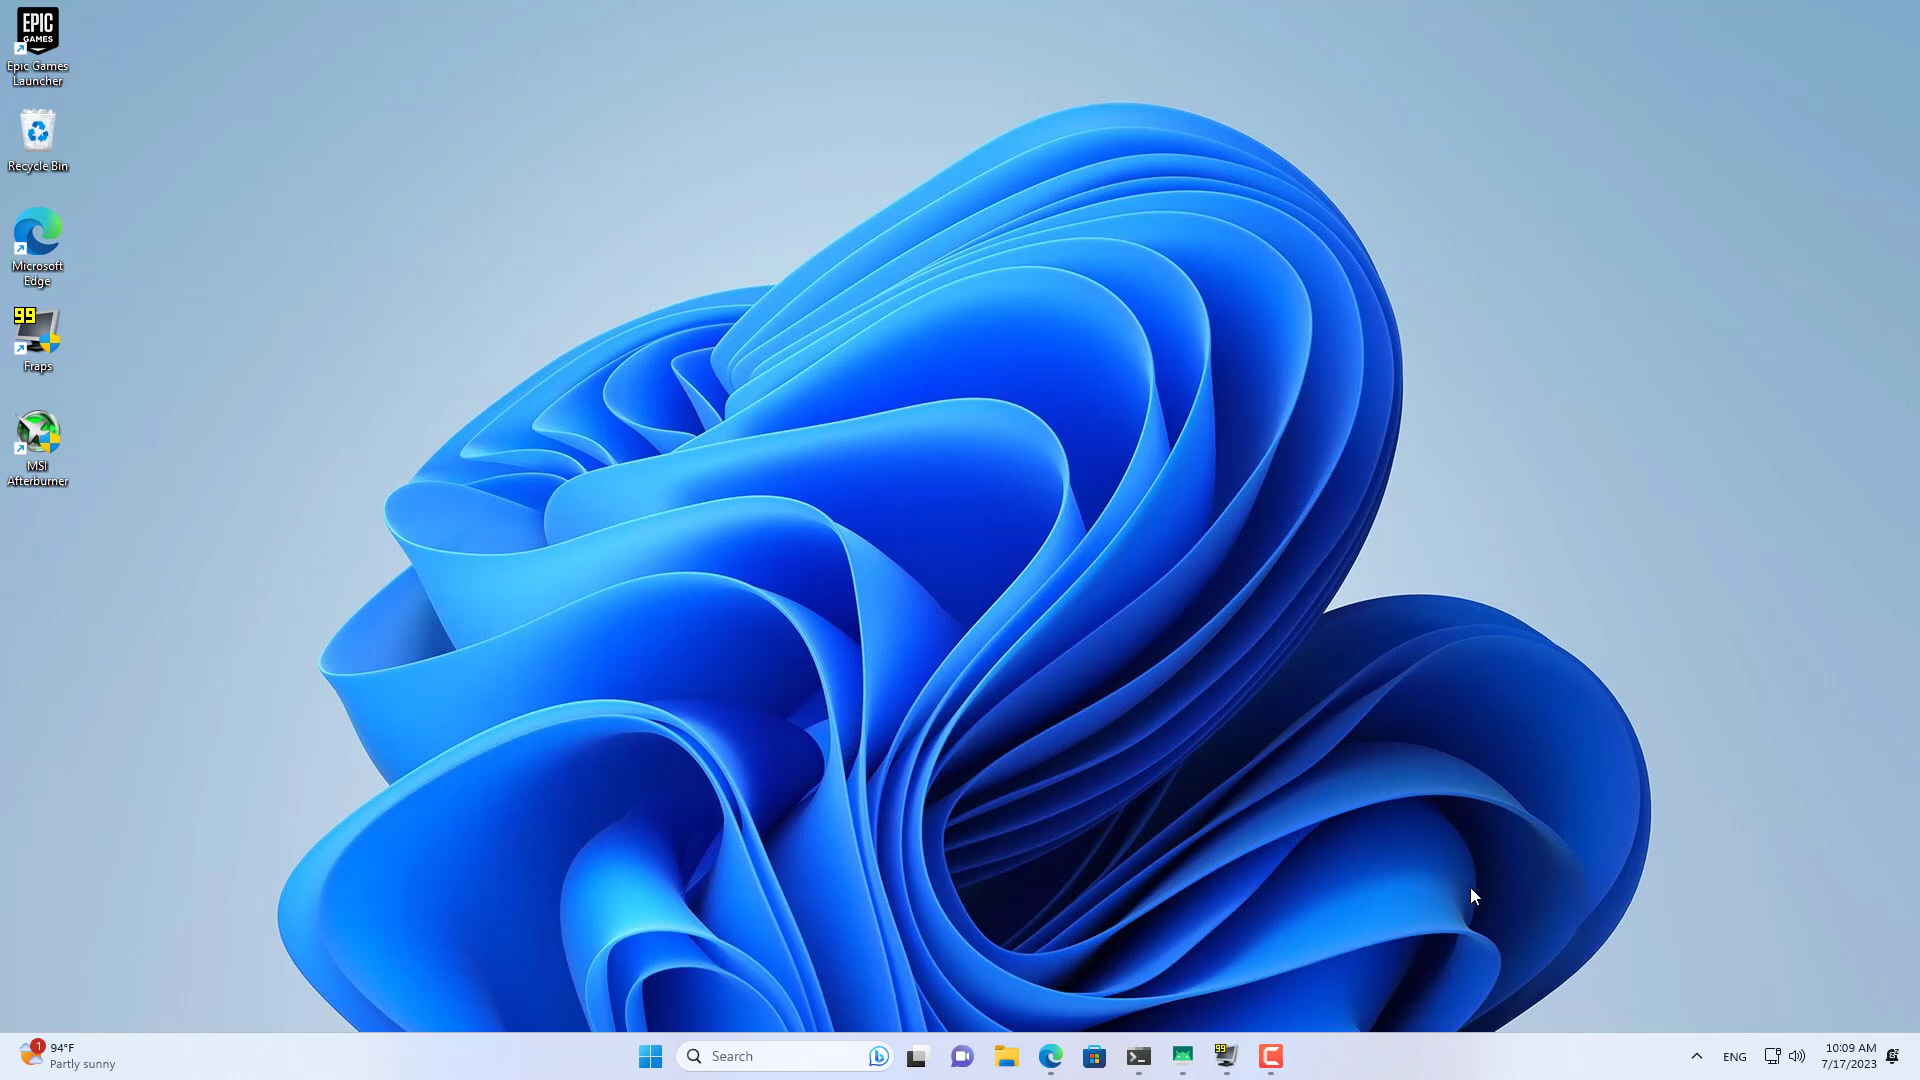 EPIC
GAMES
Epic Games
Launcher
Recycle Bin
Microsoft
Edge
99
Fraps
MSI
Afterburner
1
94°F
Partly sunny
Search
99
ENG
10:09 AM
7/17/2023